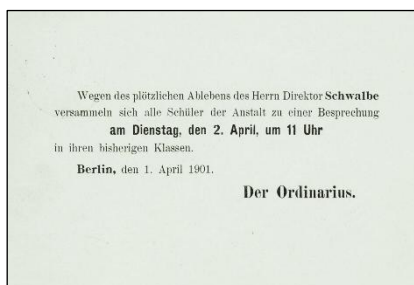 Wegen des plötzlichen Ablebens des Herrn Direktor Schwalbe
versammeln sich alle Schüler der Anstalt zu einer Besprechung
am Dienstag, den 2. April, um 11 Uhr
in ihren bisherigen Klassen.
Berlin, den 1. April 1901.
Der Ordinarius.